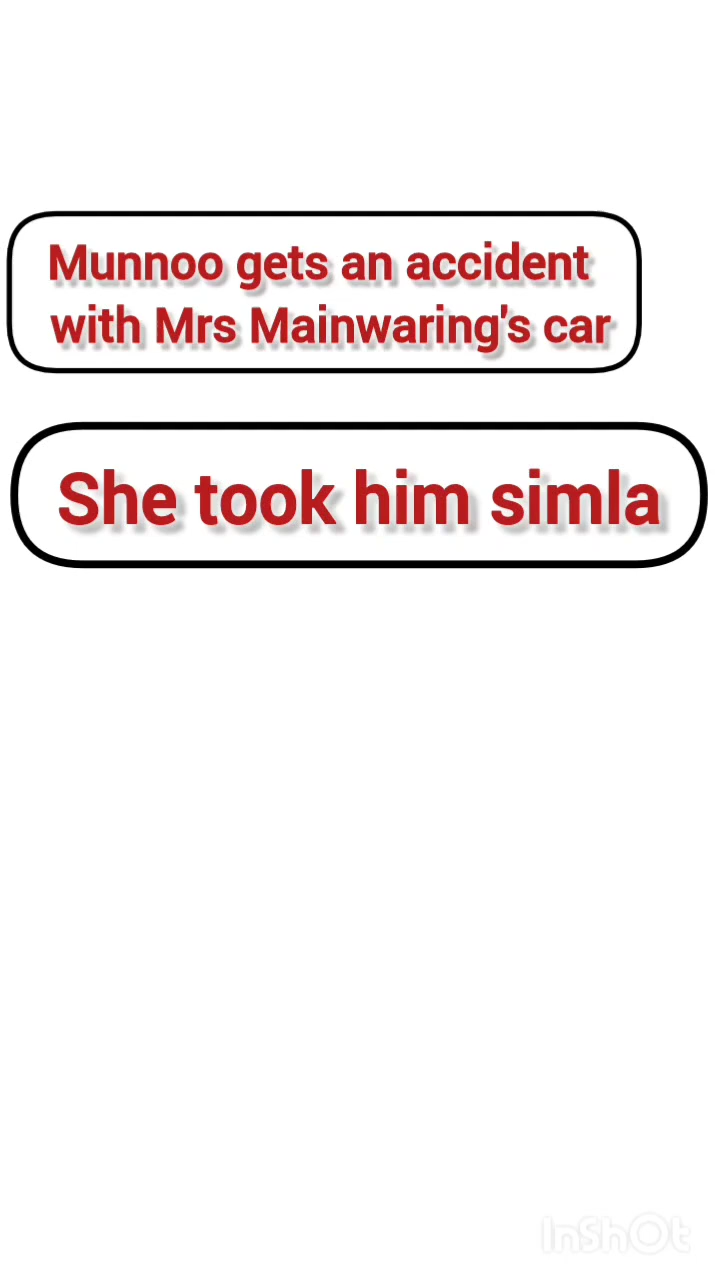 Munnoo gets an accident
with Mrs Mainwaring's car
She took him simla
InShOt